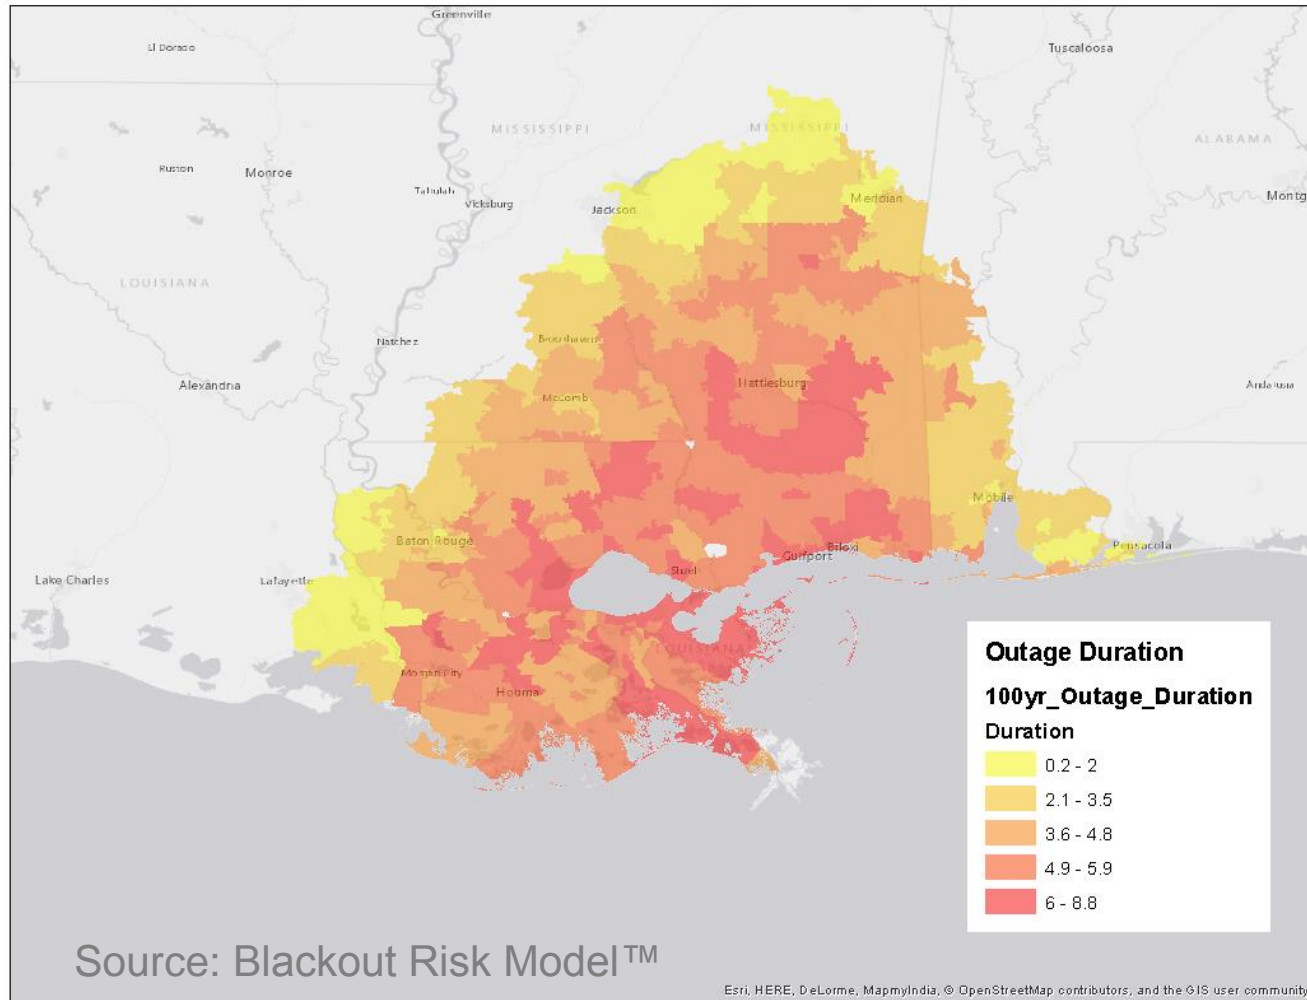 Greenville
El Dorado
Tuscaloosa
MISSISSIPPI
MISSISSIPPI
ALABAMA
Ruston
Monroe
Tallulah
Vicksburg
Jackson
Meridian
Montg
LOUISIANA
Natchez
Brookhaven
Alexandria
Hattiesburg
Andalusia
McComb
Mobile
Baton Rouge
Gulfport
Biloxi
Pensacola
Lake Charles
Lafayette
Slidell
LOUISIANA
Morgan City
Houma
Outage Duration
100yr_Outage_Duration
Duration
0.2 - 2
2.1 - 3.5
3.6 - 4.8
4.9 - 5.9
6 - 8.8
Source: Blackout Risk Model™
Esri, HERE, DeLorme, MapmyIndia, © OpenStreetMap contributors, and the GIS user community